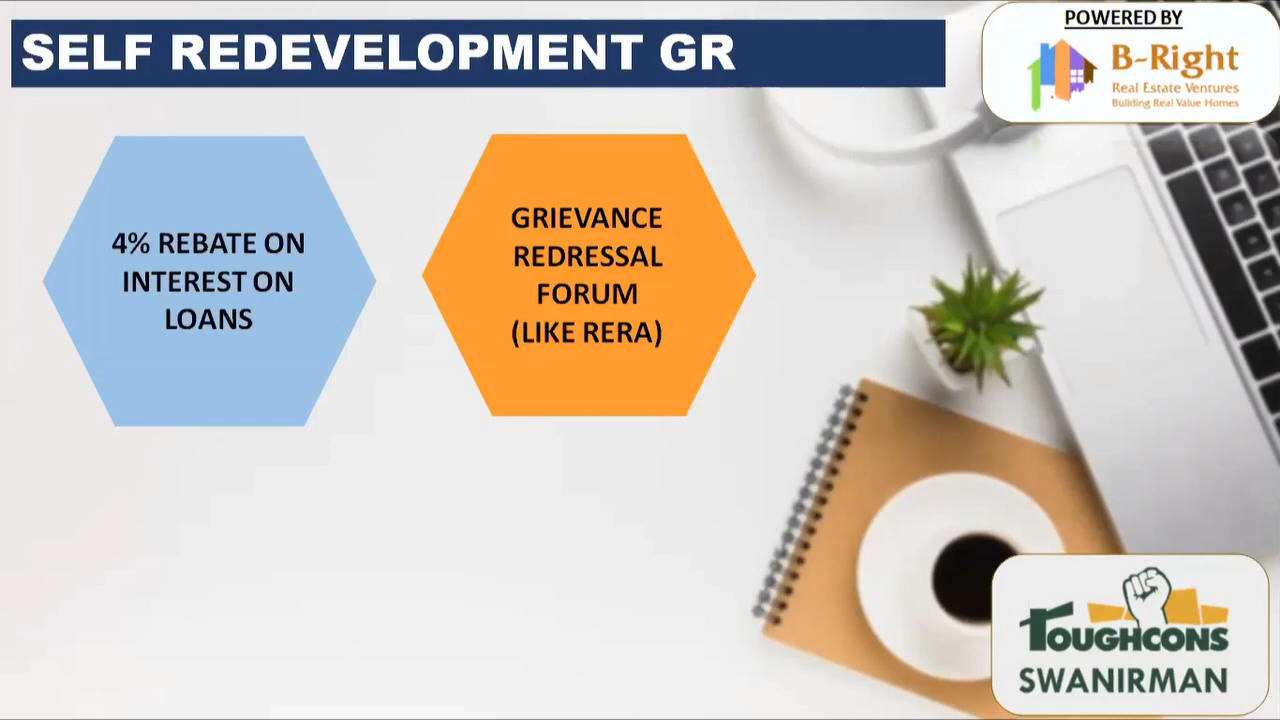 SELF REDEVELOPMENT GR
POWERED BY
B-Right
Real Estate Ventures
Building Real Value Homes
4% REBATE ON
INTEREST ON
LOANS
GRIEVANCE
REDRESSAL
FORUM
(LIKE RERA)
TOUGHCONS
SWANIRMAN